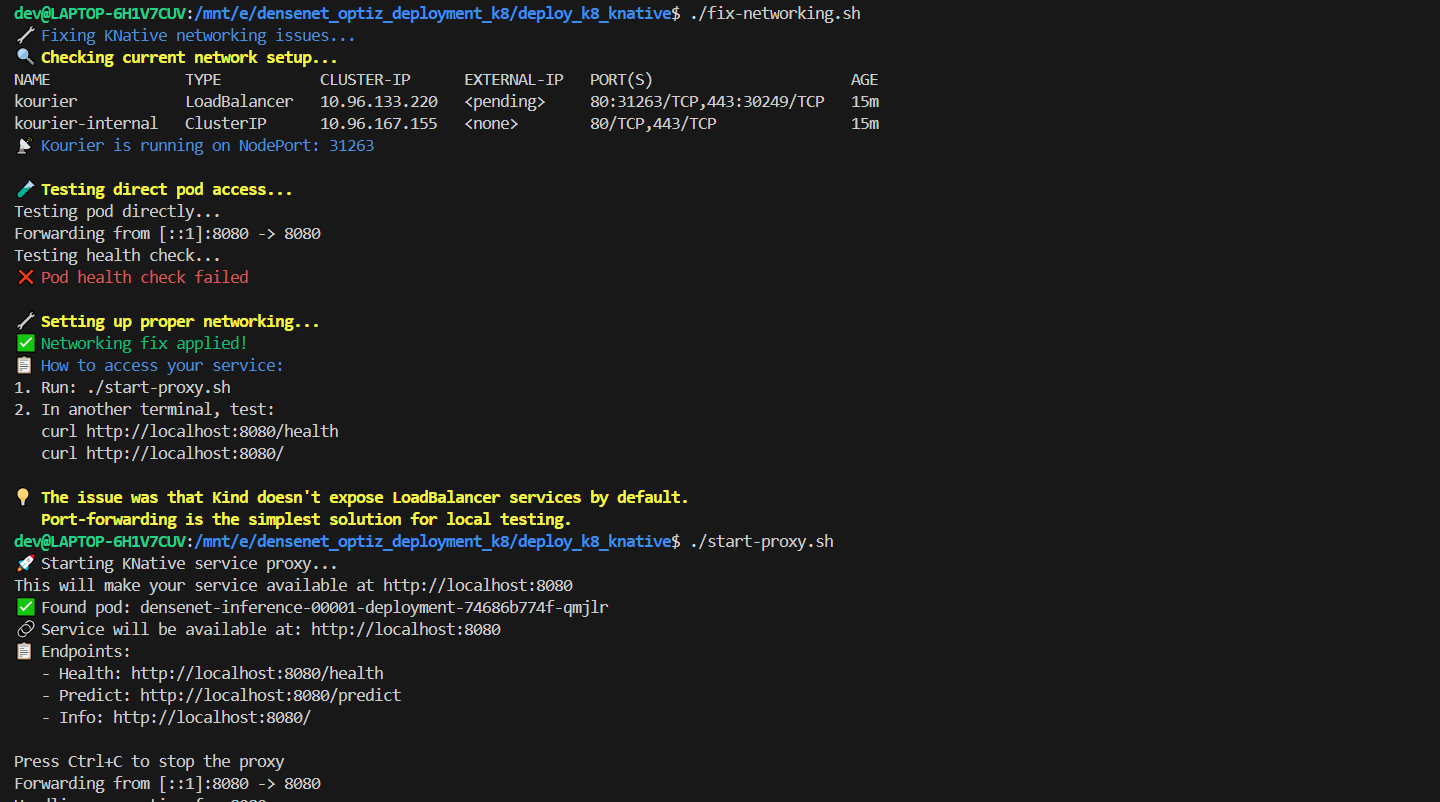 dev@LAPTOP-6H1V7CUV:/mnt/e/densenet_optiz_deployment_k8/deploy_k8_knative$ ./fix-networking.sh
🔧 Fixing KNative networking issues...
🔍 Checking current network setup...
NAME               TYPE           CLUSTER-IP      EXTERNAL-IP   PORT(S)                      AGE
kourier            LoadBalancer   10.96.133.220   <pending>     80:31263/TCP,443:30249/TCP   15m
kourier-internal   ClusterIP      10.96.167.155   <none>        80/TCP,443/TCP               15m
📡 Kourier is running on NodePort: 31263

🧪 Testing direct pod access...
Testing pod directly...
Forwarding from [::1]:8080 -> 8080
Testing health check...
❌ Pod health check failed

🔧 Setting up proper networking...
✅ Networking fix applied!
📋 How to access your service:
1. Run: ./start-proxy.sh
2. In another terminal, test:
   curl http://localhost:8080/health
   curl http://localhost:8080/

💡 The issue was that Kind doesn't expose LoadBalancer services by default.
   Port-forwarding is the simplest solution for local testing.
dev@LAPTOP-6H1V7CUV:/mnt/e/densenet_optiz_deployment_k8/deploy_k8_knative$ ./start-proxy.sh
🚀 Starting KNative service proxy...
This will make your service available at http://localhost:8080
✅ Found pod: densenet-inference-00001-deployment-74686b774f-qmjlr
🔗 Service will be available at: http://localhost:8080
📋 Endpoints:
   - Health: http://localhost:8080/health
   - Predict: http://localhost:8080/predict
   - Info: http://localhost:8080/

Press Ctrl+C to stop the proxy
Forwarding from [::1]:8080 -> 8080